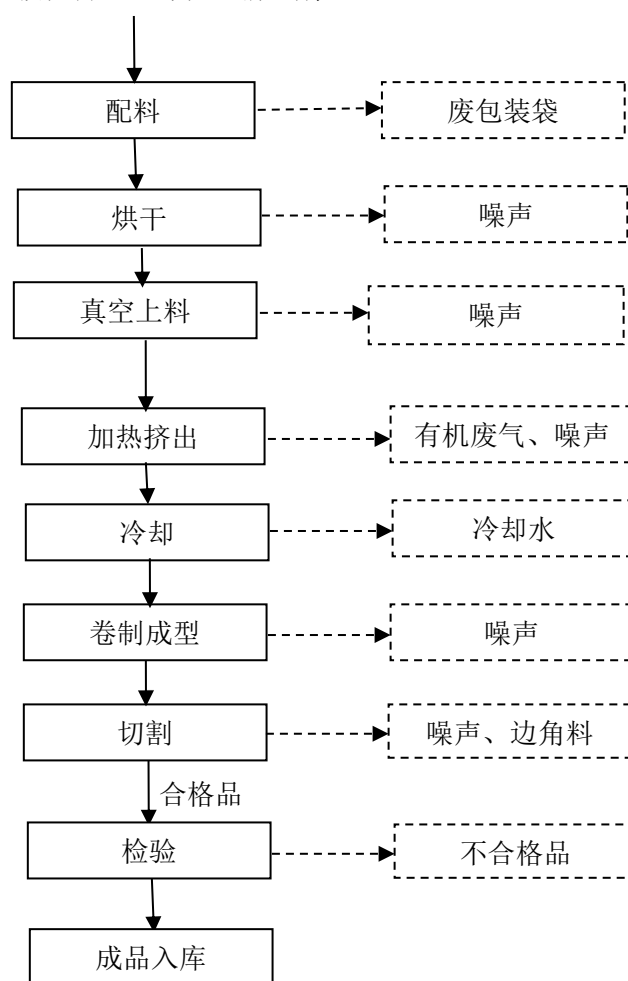 配料
废包装袋
烘干
噪声
真空上料
噪声
加热挤出
有机废气、噪声
冷却
冷却水
卷制成型
噪声
切割
噪声、边角料
合格品
检验
不合格品
成品入库